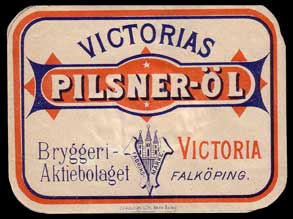 VICTORIAS
PILSNER-ÖL
Bryggeri-
Aktiebolaget
VICTORIA
FALKÖPING.